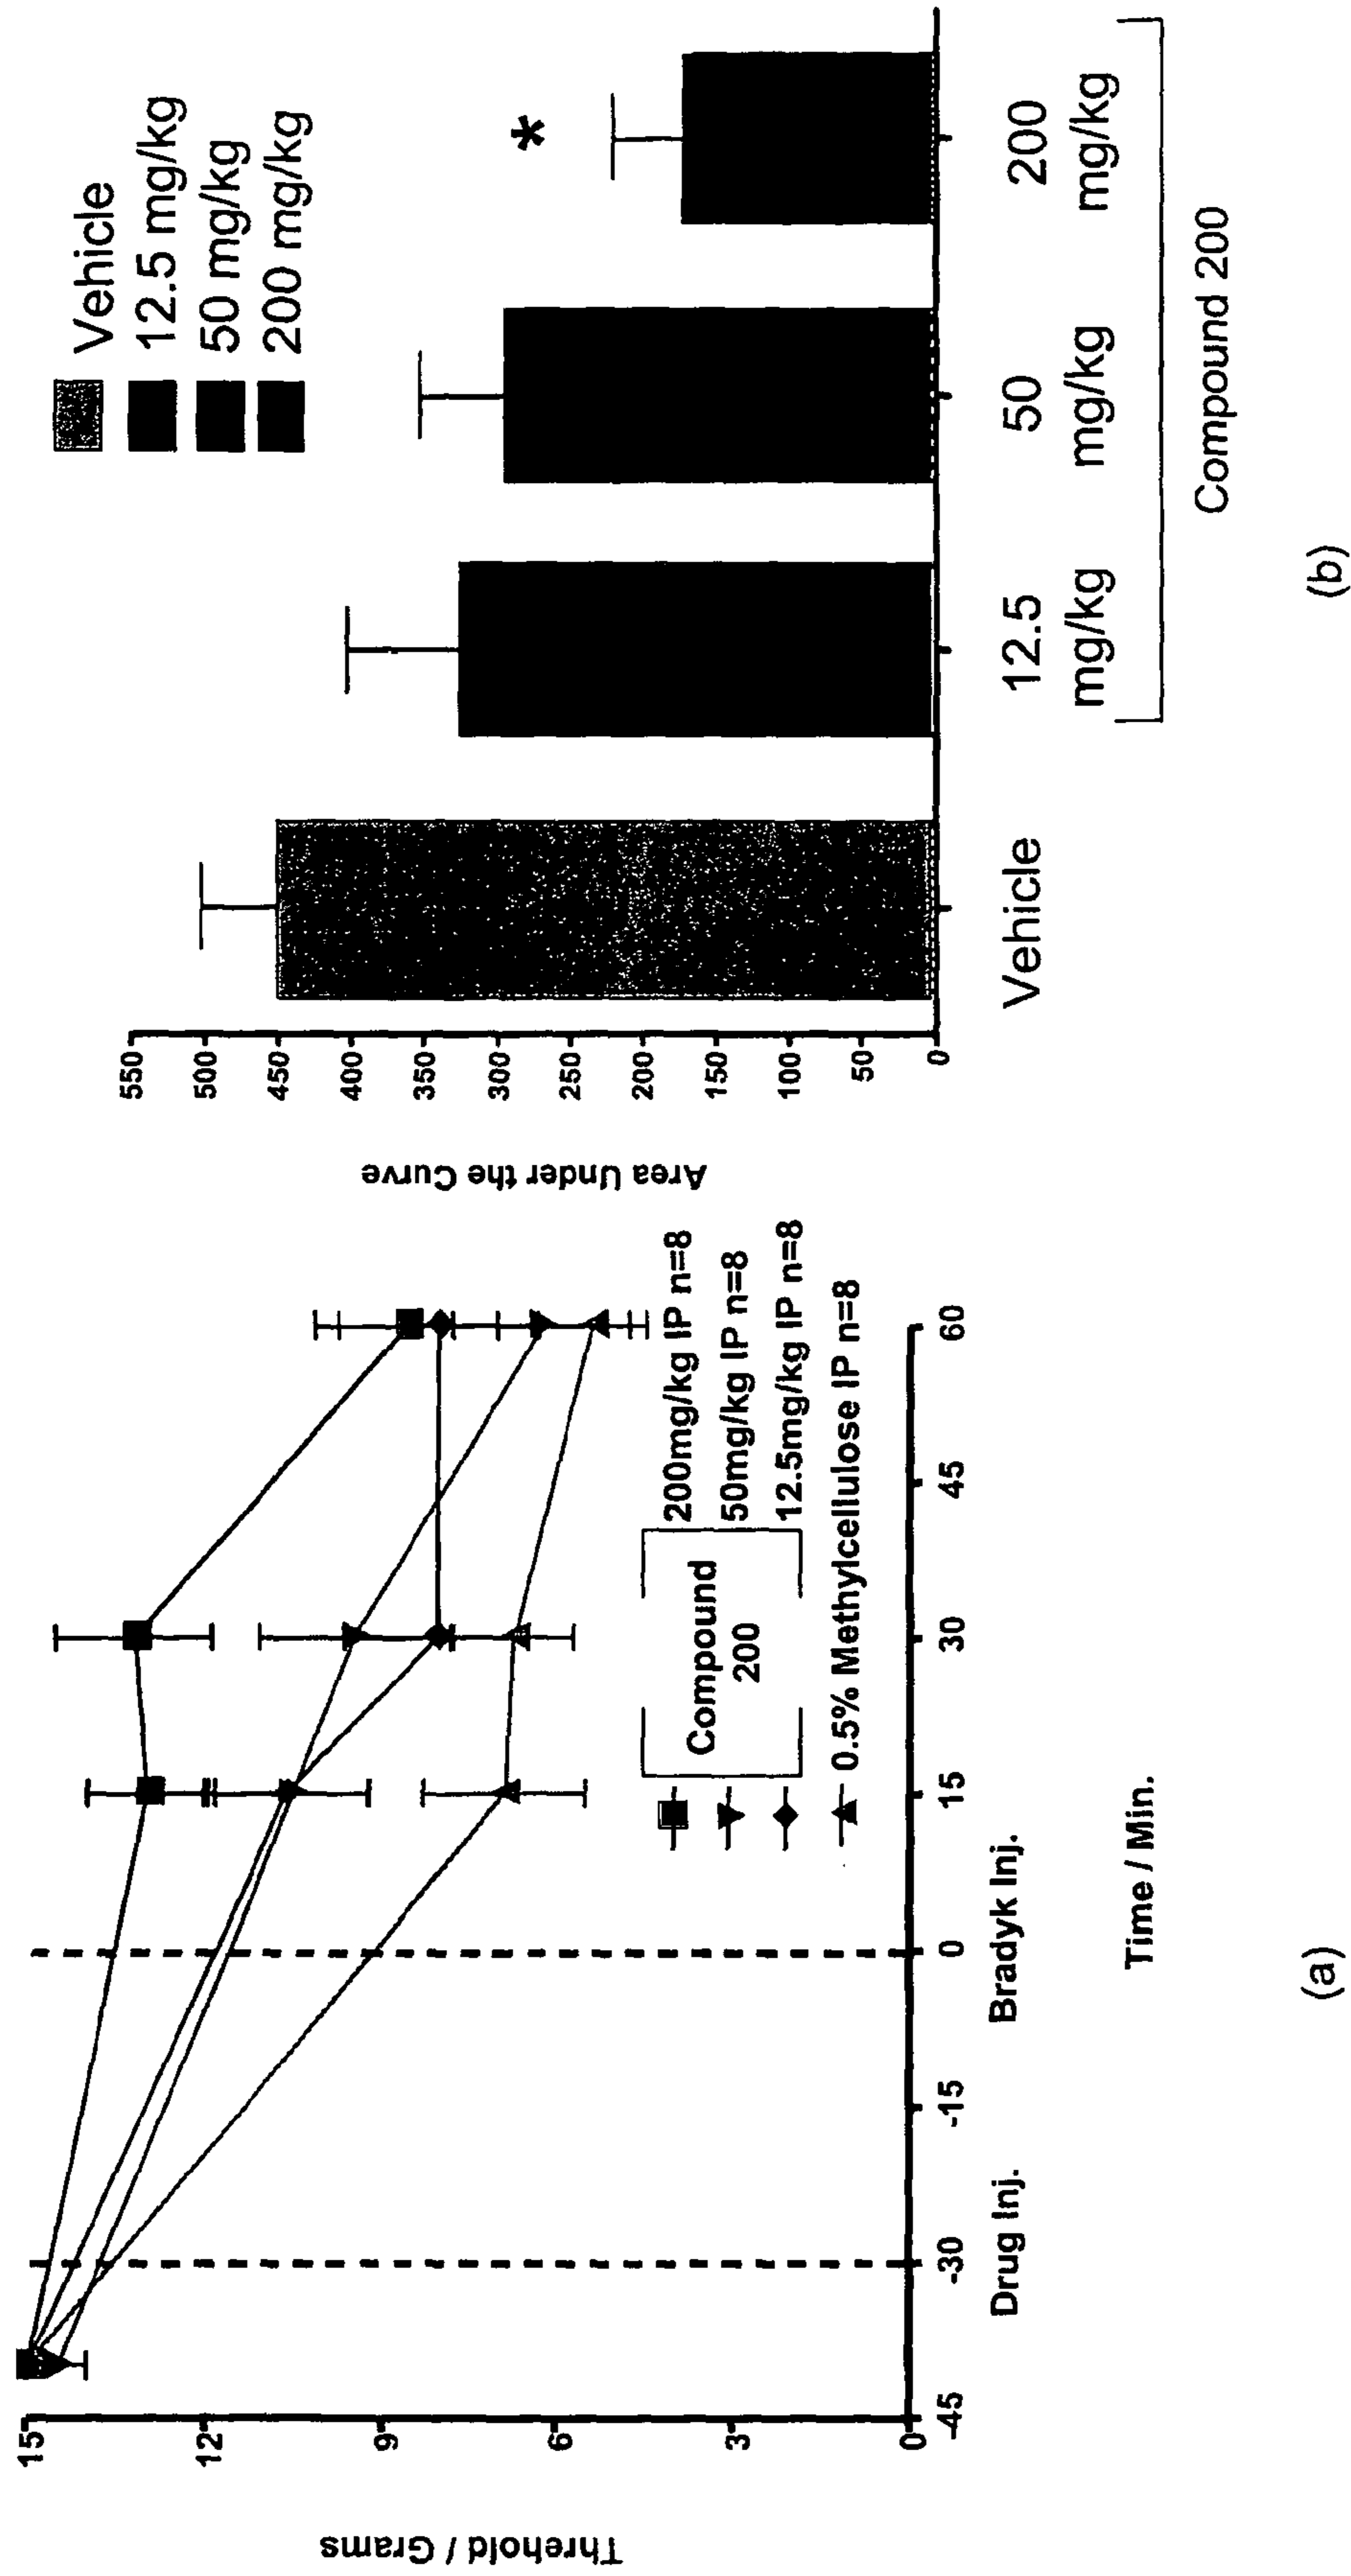 Threhold / Grams
15
12
9
6
3
0
-45
-30
-15
0
15
30
45
60
Drug Inj.
Bradyk Inj.
Time / Min.
Compound
200
200mg/kg IP n=8
50mg/kg IP n=8
12.5mg/kg IP n=8
0.5% Methylcellulose IP n=8
(a)
Area Under the Curve
550
500
450
400
350
300
250
200
150
100
50
0
Vehicle
12.5 mg/kg
50 mg/kg
200 mg/kg
*
Vehicle
12.5
mg/kg
50
mg/kg
200
mg/kg
Compound 200
(b)